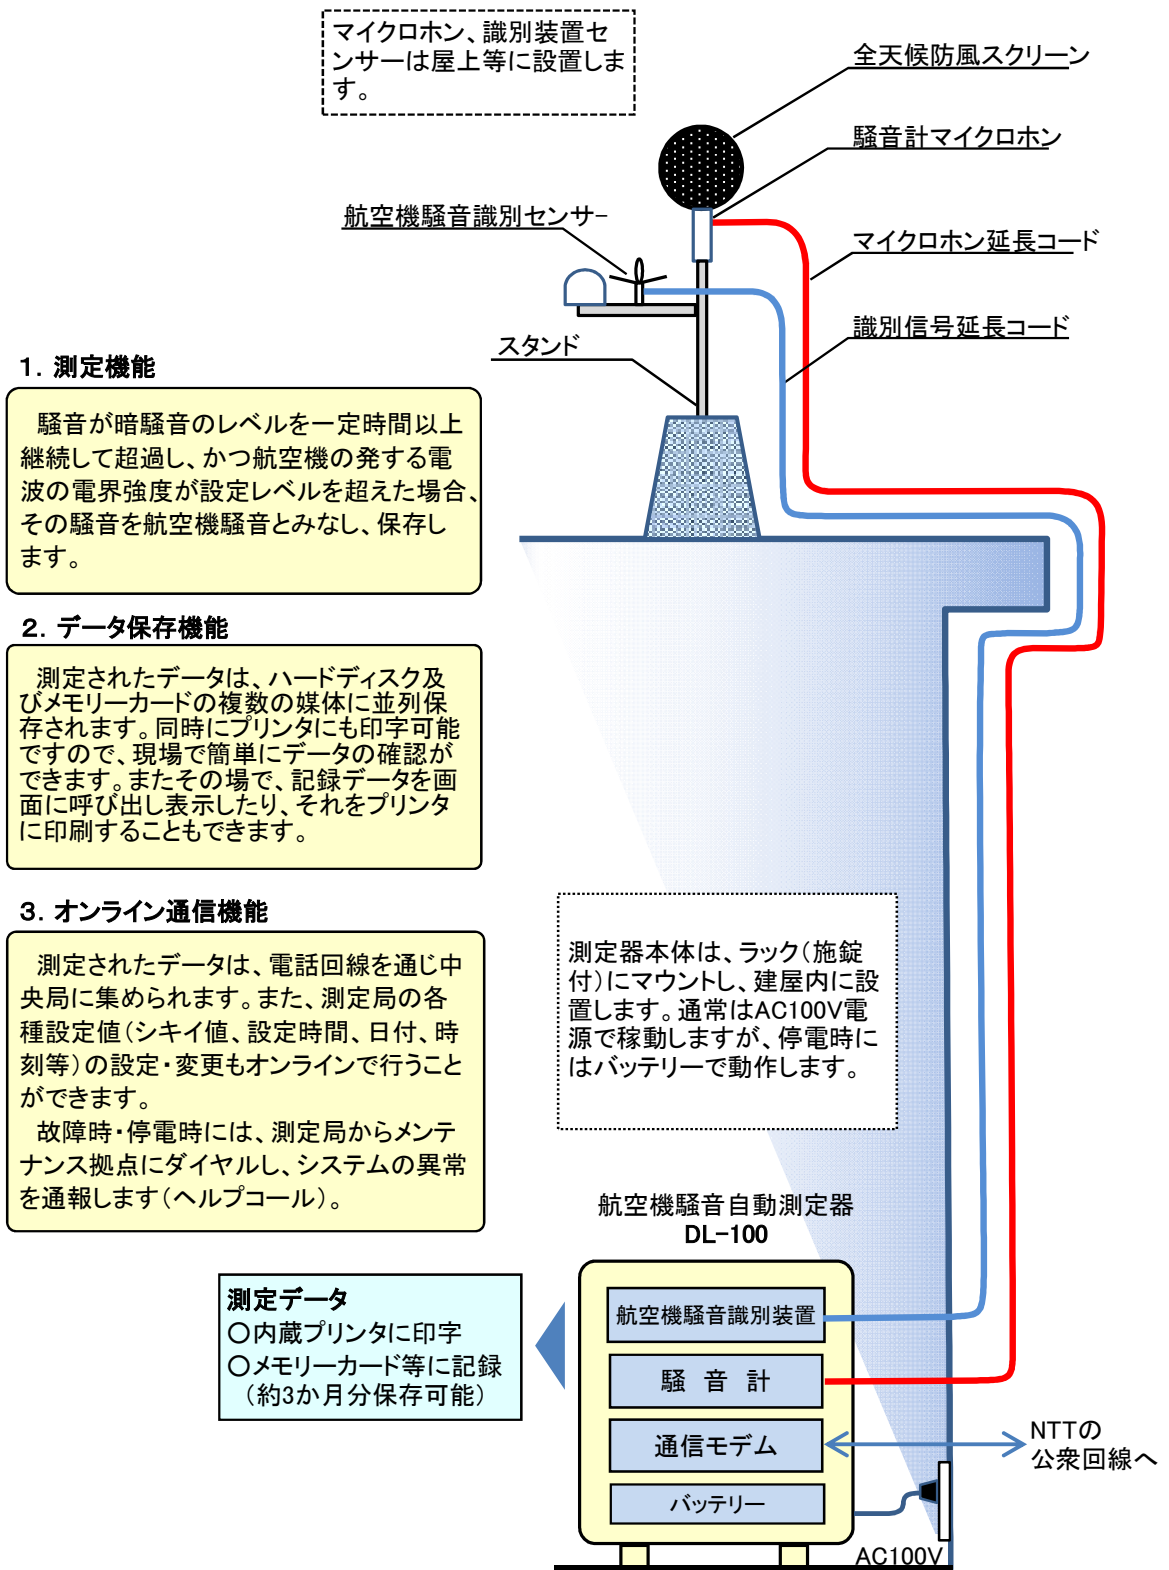 マイクロホン、識別装置セ
ンサーは屋上等に設置しま
す。
全天候防風スクリーン
騒音計マイクロホン
航空機騒音識別センサー
マイクロホン延長コード
識別信号延長コード
スタンド
1. 測定機能
騒音が暗騒音のレベルを一定時間以上
継続して超過し、かつ航空機の発する電
波の電界強度が設定レベルを超えた場合、
その騒音を航空機騒音とみなし、保存し
ます。
2. データ保存機能
測定されたデータは、ハードディスク及
びメモリーカードの複数の媒体に並列保
存されます。同時にプリンタにも印字可能
ですので、現場で簡単にデータの確認が
できます。またその場で、記録データを画
面に呼び出し表示したり、それをプリンタ
に印刷することもできます。
3. オンライン通信機能
測定されたデータは、電話回線を通じ中
央局に集められます。また、測定局の各
種設定値(シキイ値、設定時間、日付、時
刻等)の設定・変更もオンラインで行うこと
ができます。
故障時・停電時には、測定局からメンテ
ナンス拠点にダイヤルし、システムの異常
を通報します(ヘルプコール)。
測定器本体は、ラック(施錠
付)にマウントし、建屋内に設
置します。通常はAC100V電
源で稼動しますが、停電時に
はバッテリーで動作します。
航空機騒音自動測定器
DL-100
測定データ
〇内蔵プリンタに印字
〇メモリーカード等に記録
(約3か月分保存可能)
航空機騒音識別装置
騒 音 計
通信モデム
バッテリー
NTTの
公衆回線へ
AC100V